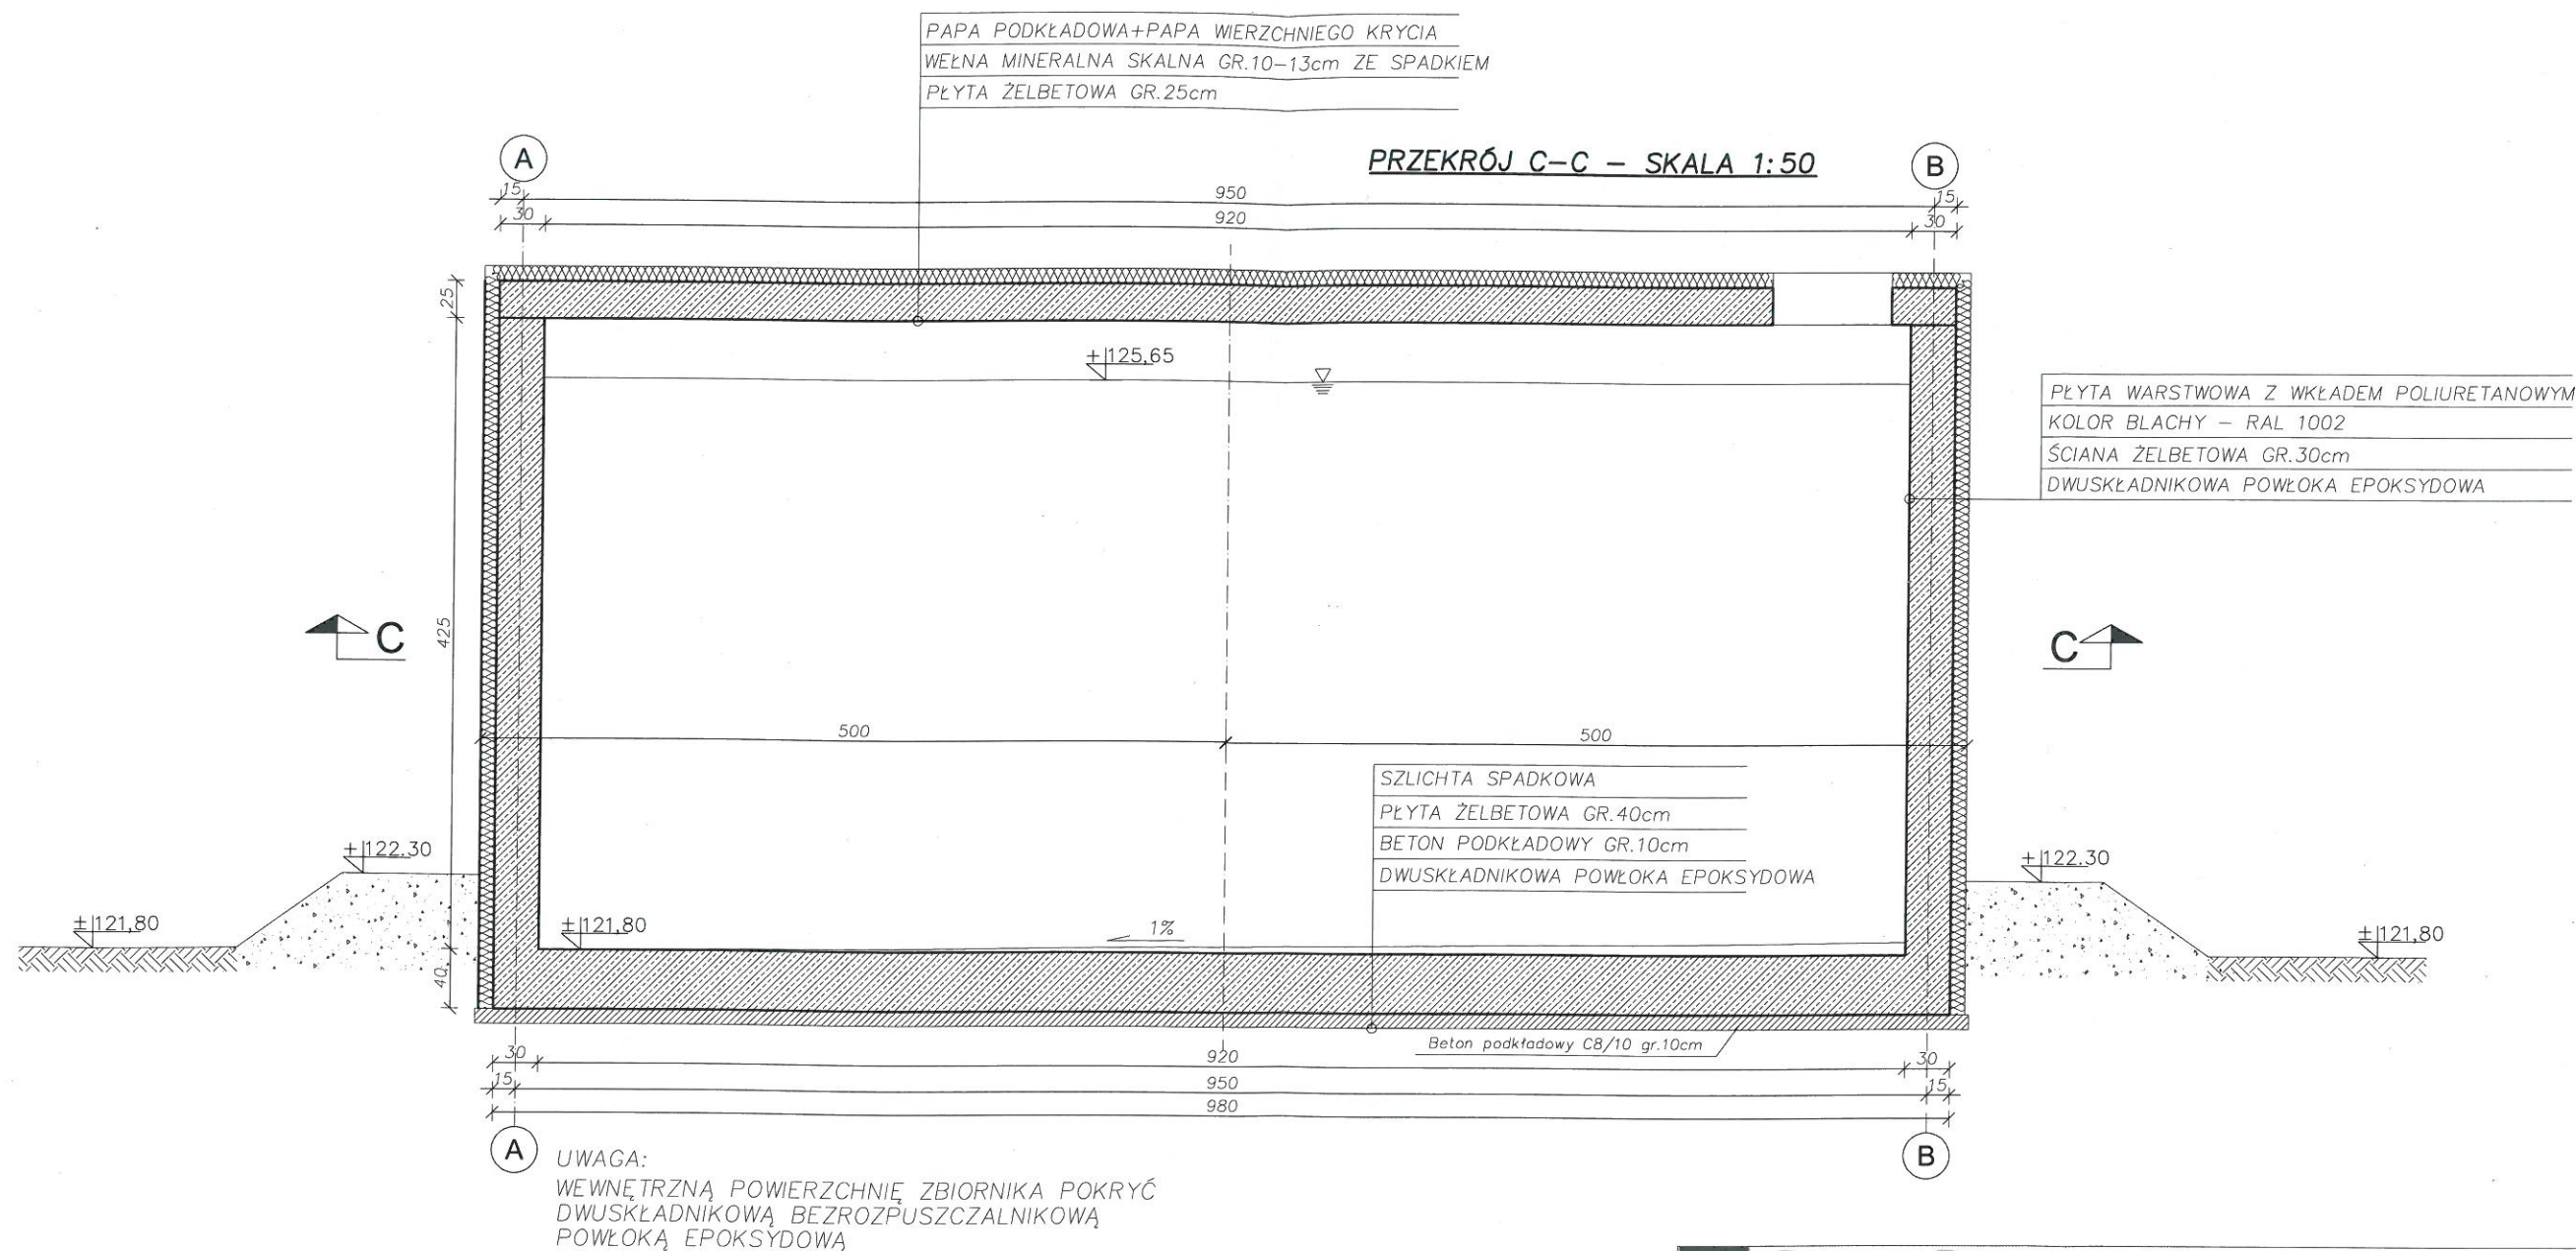 PAPA PODKŁADOWA+PAPA WIERZCHNIEGO KRYCIA
WEŁNA MINERALNA SKALNA GR.10-13cm ZE SPADKIEM
PŁYTA ŻELBETOWA GR.25cm
PRZEKRÓJ C-C - SKALA 1:50
A
B
15
950
15
30
920
30
25
±125,65
PŁYTA WARSTWOWA Z WKŁADEM POLIURETANOWYM
KOLOR BLACHY - RAL 1002
ŚCIANA ŻELBETOWA GR.30cm
DWUSKŁADNIKOWA POWŁOKA EPOKSYDOWA
C
425
C
500
500
SZLICHTA SPADKOWA
PŁYTA ŻELBETOWA GR.40cm
BETON PODKŁADOWY GR.10cm
DWUSKŁADNIKOWA POWŁOKA EPOKSYDOWA
±122.30
±122.30
±121,80
±121,80
1%
±121,80
40
Beton podkładowy C8/10 gr.10cm
30
920
30
15
950
15
980
A
B
UWAGA:
WEWNĘTRZNĄ POWIERZCHNIĘ ZBIORNIKA POKRYĆ
DWUSKŁADNIKOWĄ BEZROZPUSZCZALNIKOWĄ
POWŁOKĄ EPOKSYDOWĄ